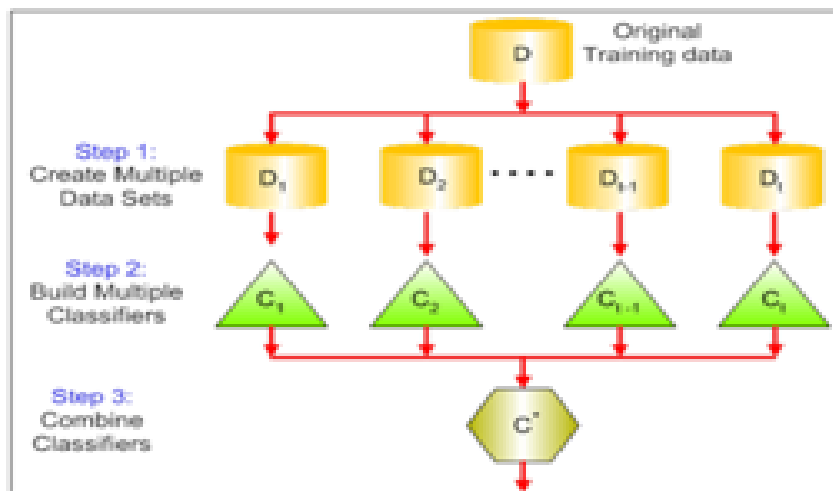 Original
Training data
D
Step 1:
Create Multiple
Data Sets
D1 D2 .... Dt-1 Dt
Step 2:
Build Multiple
Classifiers
C1 C2 Ct-1 Ct
Step 3:
Combine
Classifiers
C*